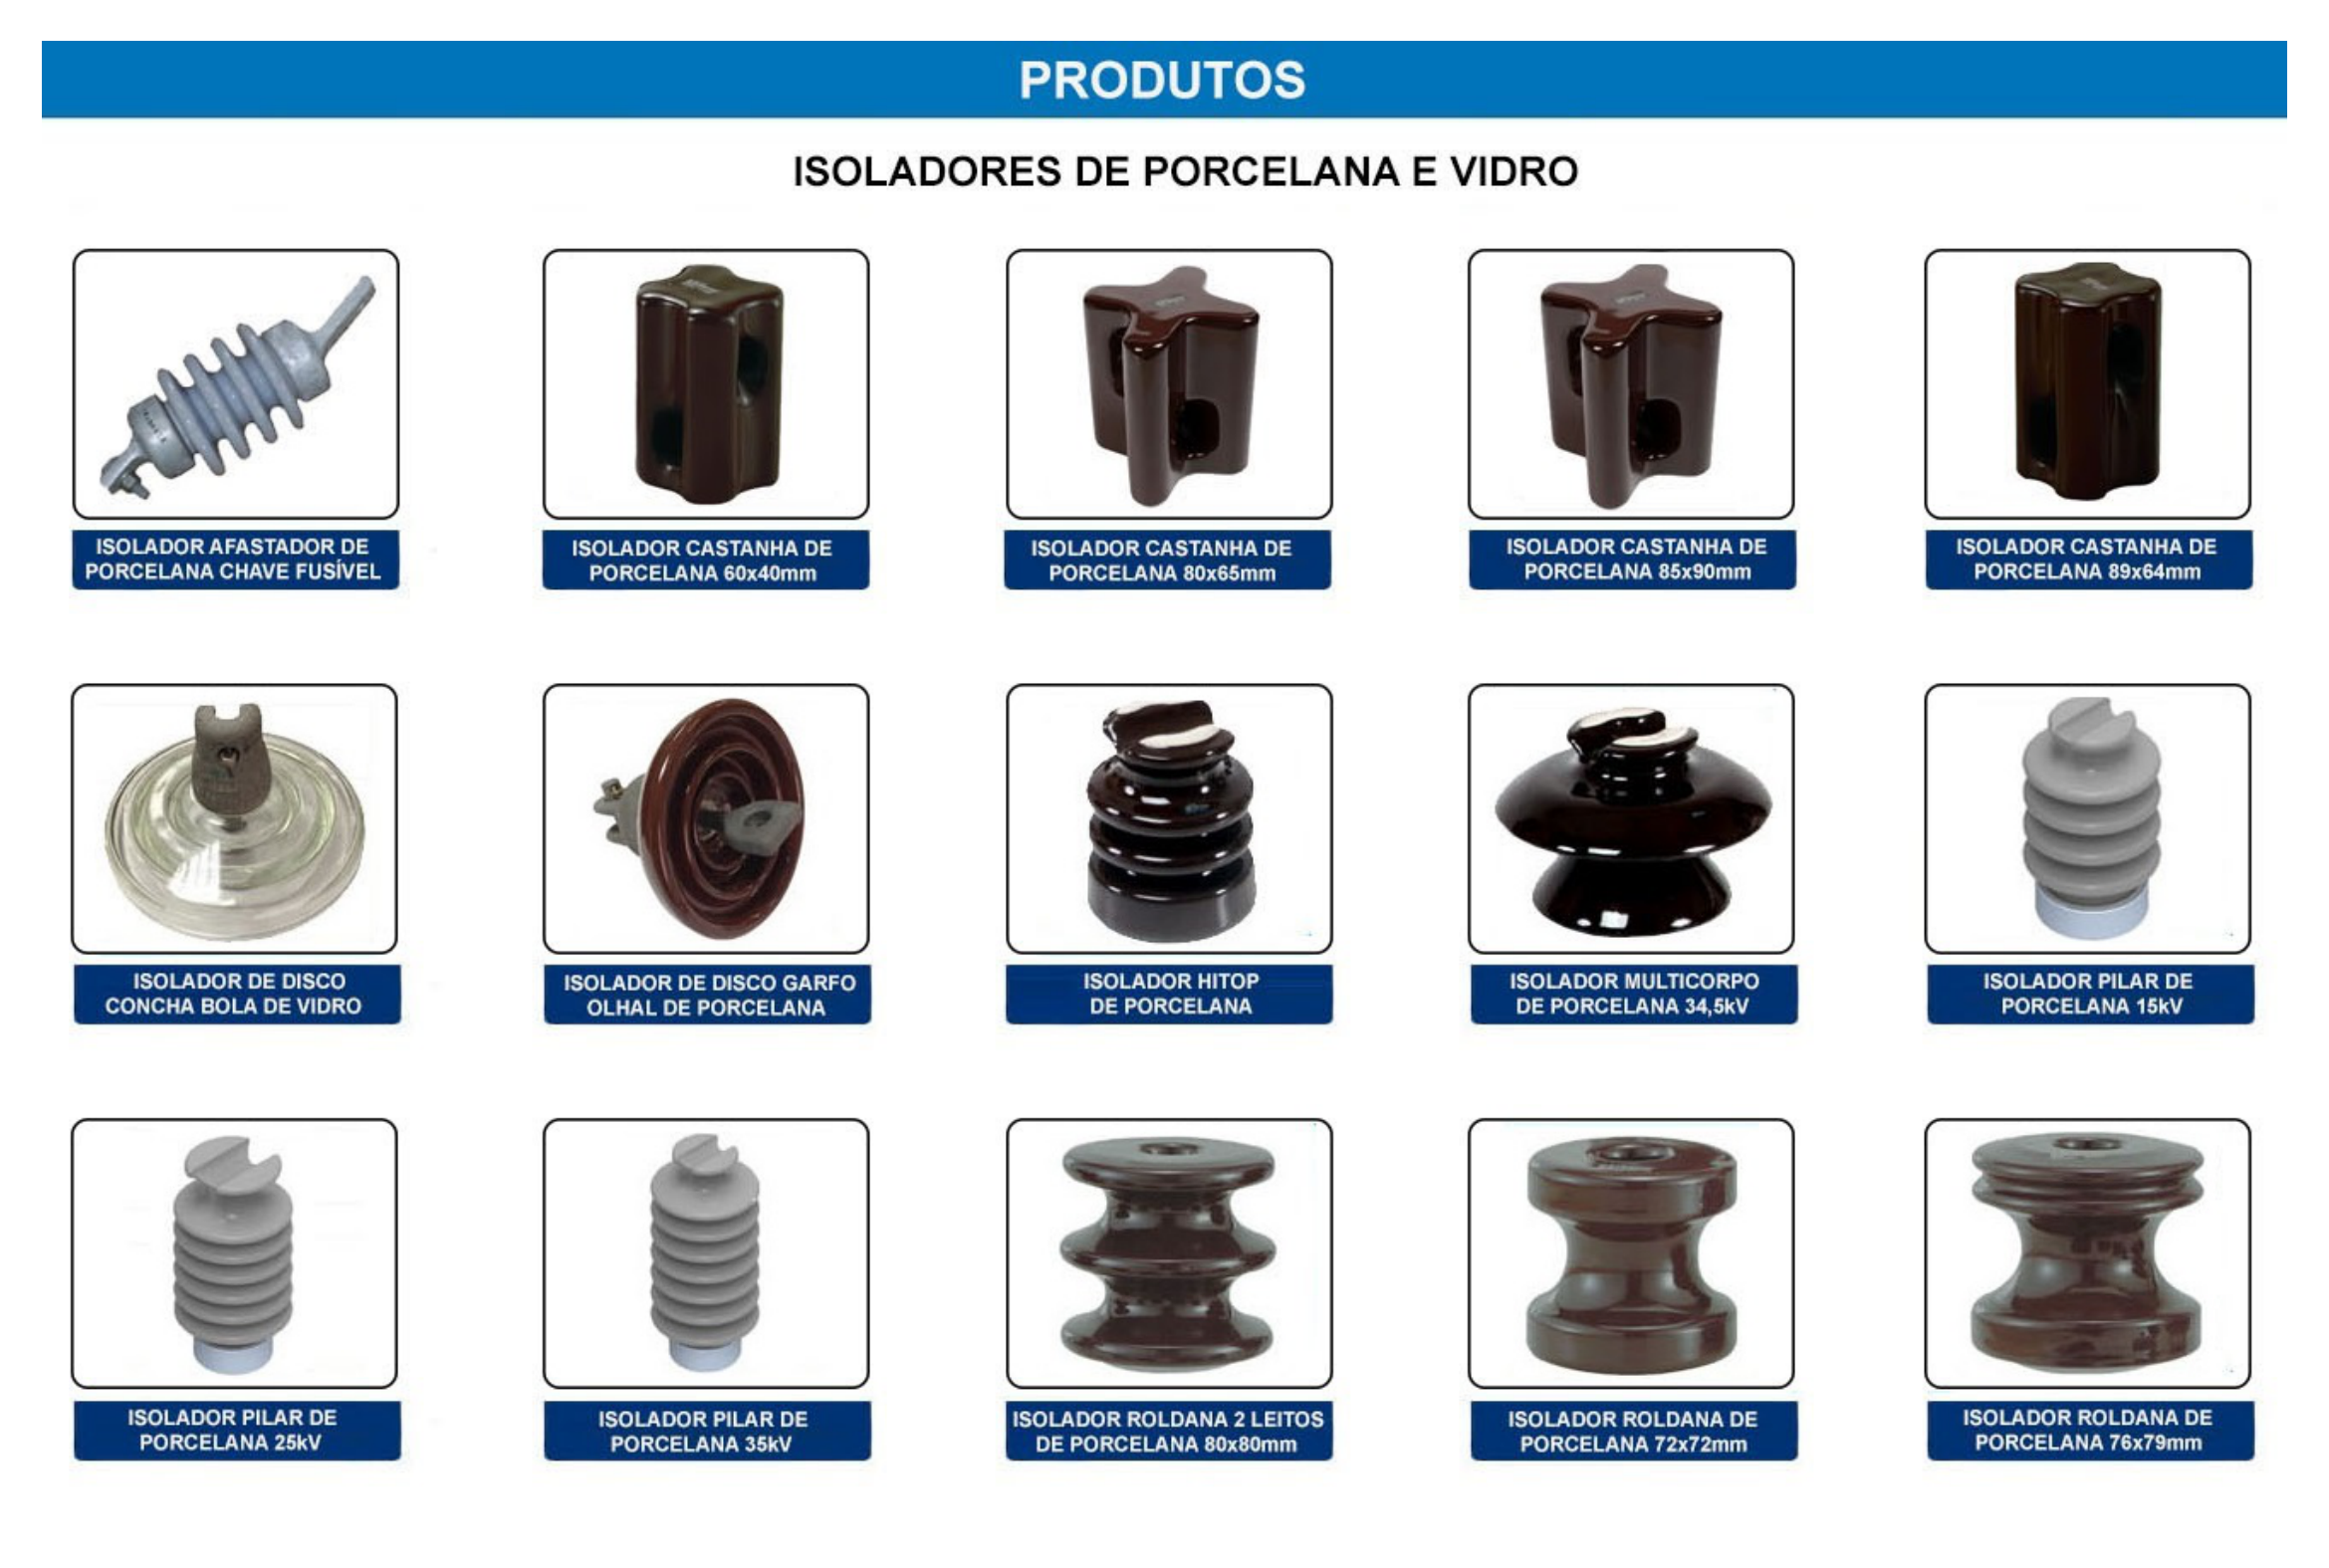 PRODUTOS
ISOLADORES DE PORCELANA E VIDRO
ISOLADOR AFASTADOR DE
PORCELANA CHAVE FUSÍVEL
ISOLADOR CASTANHA DE
PORCELANA 60x40mm
ISOLADOR CASTANHA DE
PORCELANA 80x65mm
ISOLADOR CASTANHA DE
PORCELANA 85x90mm
ISOLADOR CASTANHA DE
PORCELANA 89x64mm
ISOLADOR DE DISCO
CONCHA BOLA DE VIDRO
ISOLADOR DE DISCO GARFO
OLHAL DE PORCELANA
ISOLADOR HITOP
DE PORCELANA
ISOLADOR MULTICORPO
DE PORCELANA 34,5kV
ISOLADOR PILAR DE
PORCELANA 15kV
ISOLADOR PILAR DE
PORCELANA 25kV
ISOLADOR PILAR DE
PORCELANA 35kV
ISOLADOR ROLDANA 2 LEITOS
DE PORCELANA 80x80mm
ISOLADOR ROLDANA DE
PORCELANA 72x72mm
ISOLADOR ROLDANA DE
PORCELANA 76x79mm